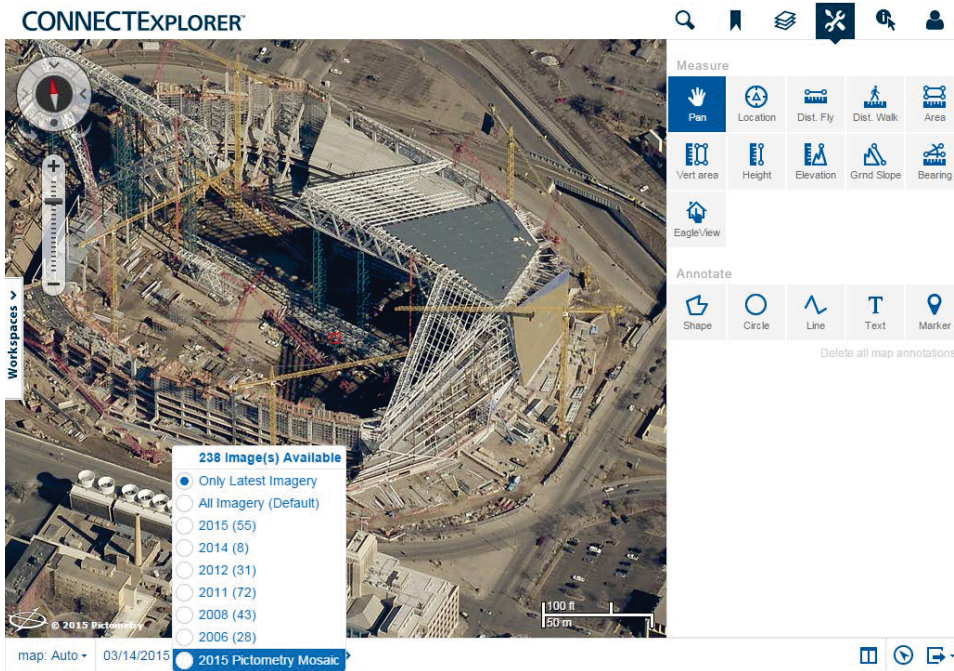 CONNECTEXPLORER™
Measure
Pan
Location
Dist. Fly
Dist. Walk
Area
Vert area
Height
Elevation
Grnd Slope
Bearing
EagleView
Annotate
Shape
Circle
Line
T
Text
Marker
Delete all map annotations
Workspaces
238 Image(s) Available
Only Latest Imagery
All Imagery (Default)
2015 (55)
2014 (8)
2012 (31)
2011 (72)
2008 (43)
2006 (28)
2015 Pictometry Mosaic
© 2015 Pictometry
100 ft
50 m
map: Auto
03/14/2015